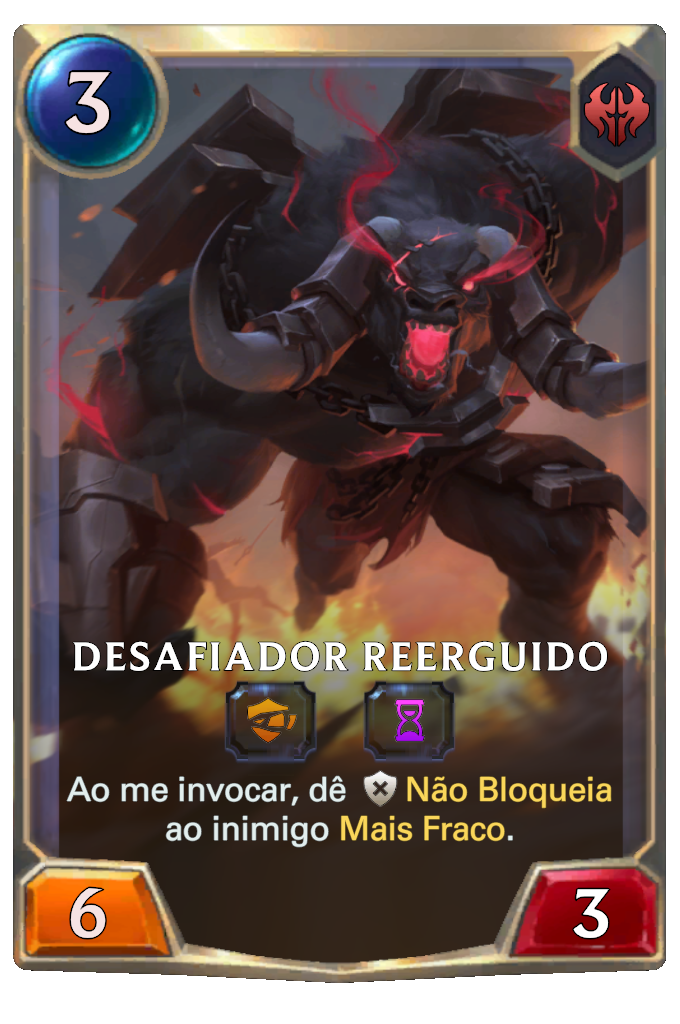 3
DESAFIADOR REERGUIDO
Ao me invocar, dê Não Bloqueia
ao inimigo Mais Fraco.
6
3